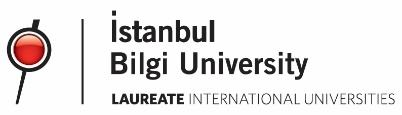 İstanbul
Bilgi University
LAUREATE INTERNATIONAL UNIVERSITIES